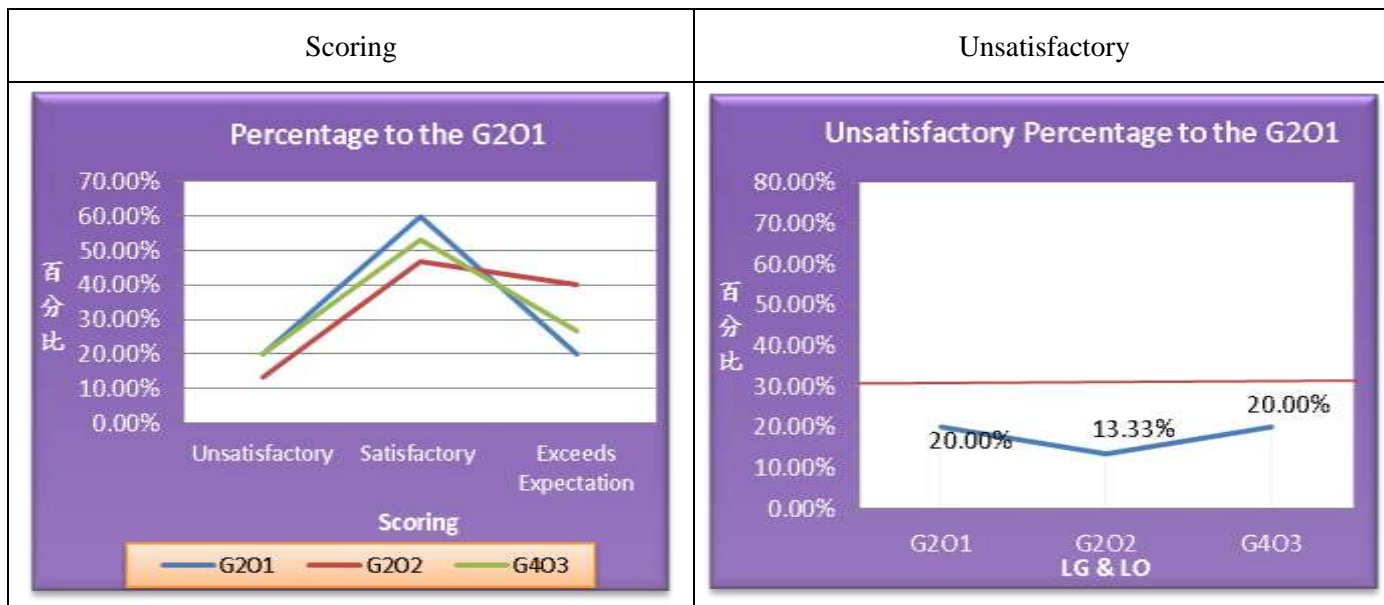 Scoring
Unsatisfactory
Percentage to the G2O1
70.00%
60.00%
50.00%
40.00%
30.00%
20.00%
10.00%
0.00%
百分比
Unsatisfactory Satisfactory Exceeds
Expectation
Scoring
G2O1 G2O2 G4O3
Unsatisfactory Percentage to the G2O1
80.00%
70.00%
60.00%
50.00%
40.00%
30.00%
20.00%
10.00%
0.00%
百分比
20.00% 13.33% 20.00%
G2O1 G2O2 G4O3
LG & LO